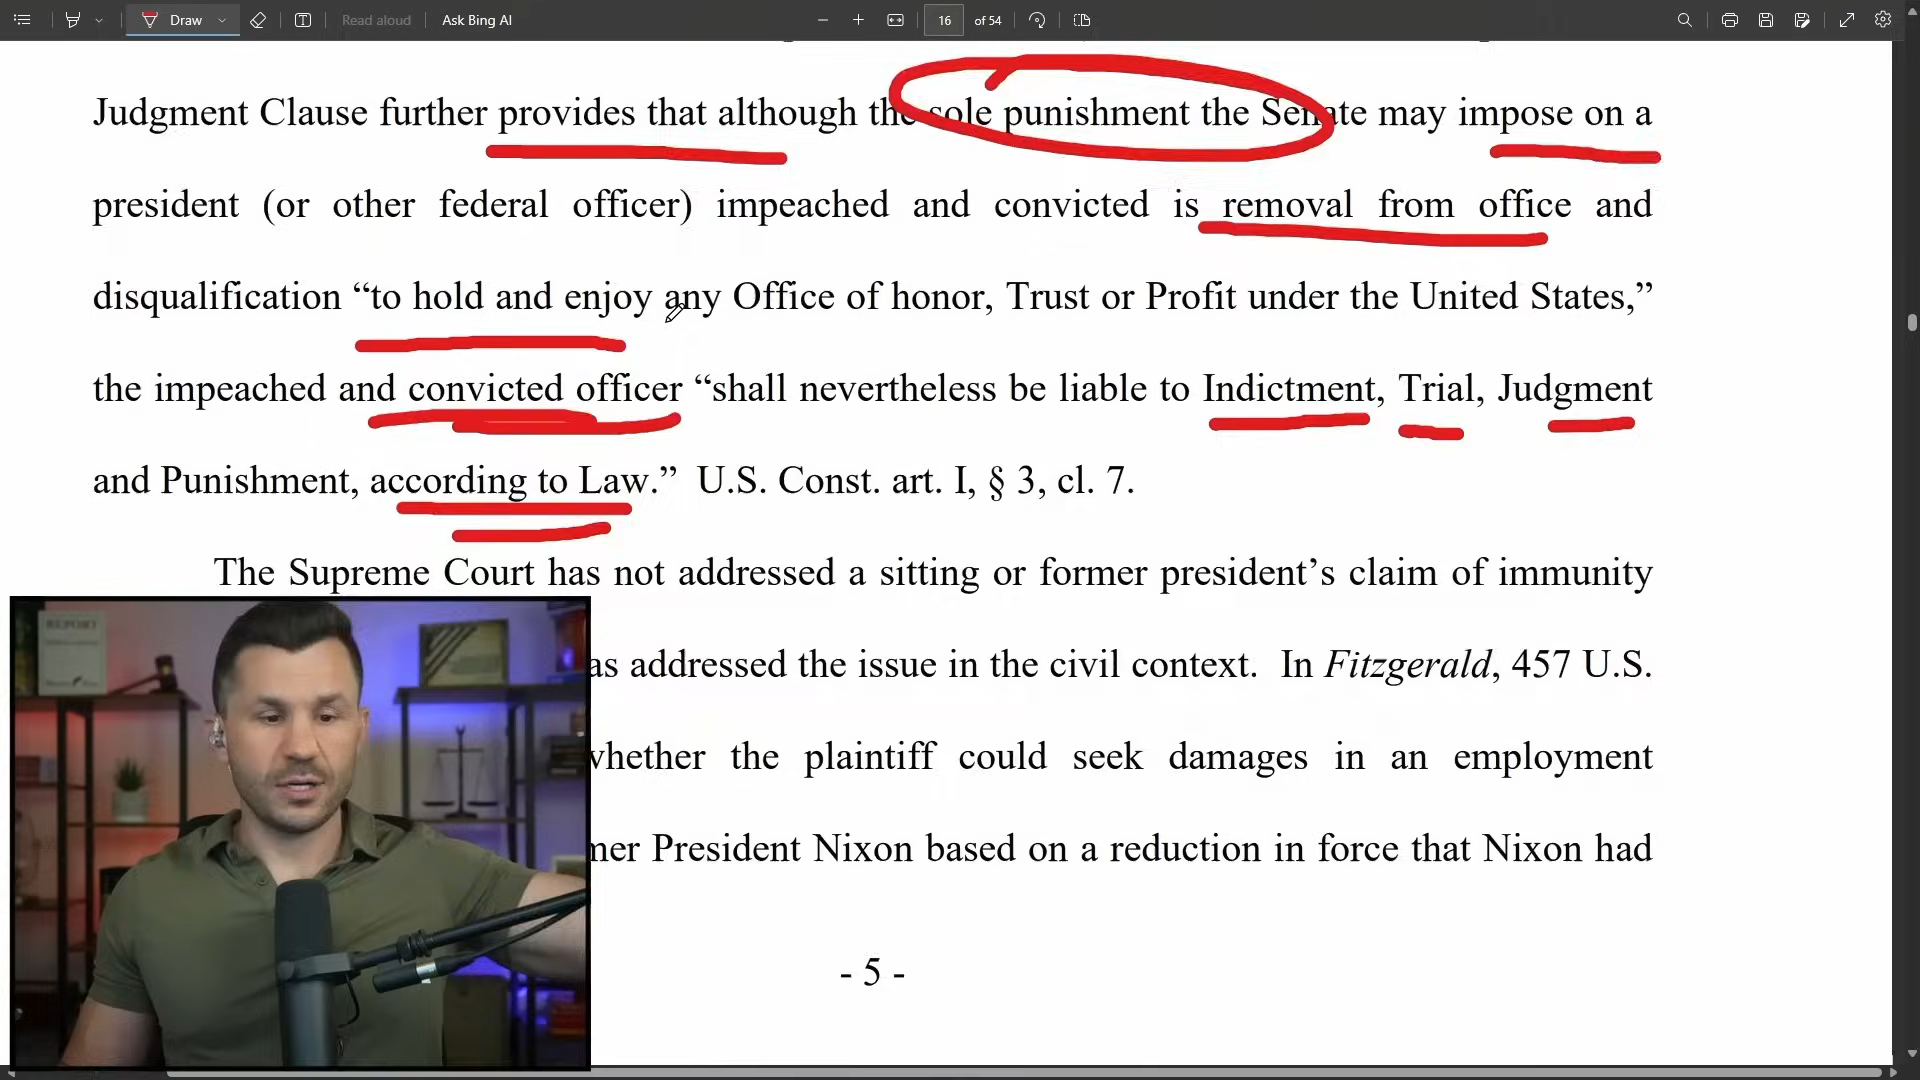 Draw
Read aloud
Ask Bing AI
16 of 54
Judgment Clause further provides that although the sole punishment the Senate may impose on a
president (or other federal officer) impeached and convicted is removal from office and
disqualification “to hold and enjoy any Office of honor, Trust or Profit under the United States,”
the impeached and convicted officer “shall nevertheless be liable to Indictment, Trial, Judgment
and Punishment, according to Law.” U.S. Const. art. I, § 3, cl. 7.
The Supreme Court has not addressed a sitting or former president’s claim of immunity
as addressed the issue in the civil context. In Fitzgerald, 457 U.S.
whether the plaintiff could seek damages in an employment
mer President Nixon based on a reduction in force that Nixon had
REPORT
- 5 -